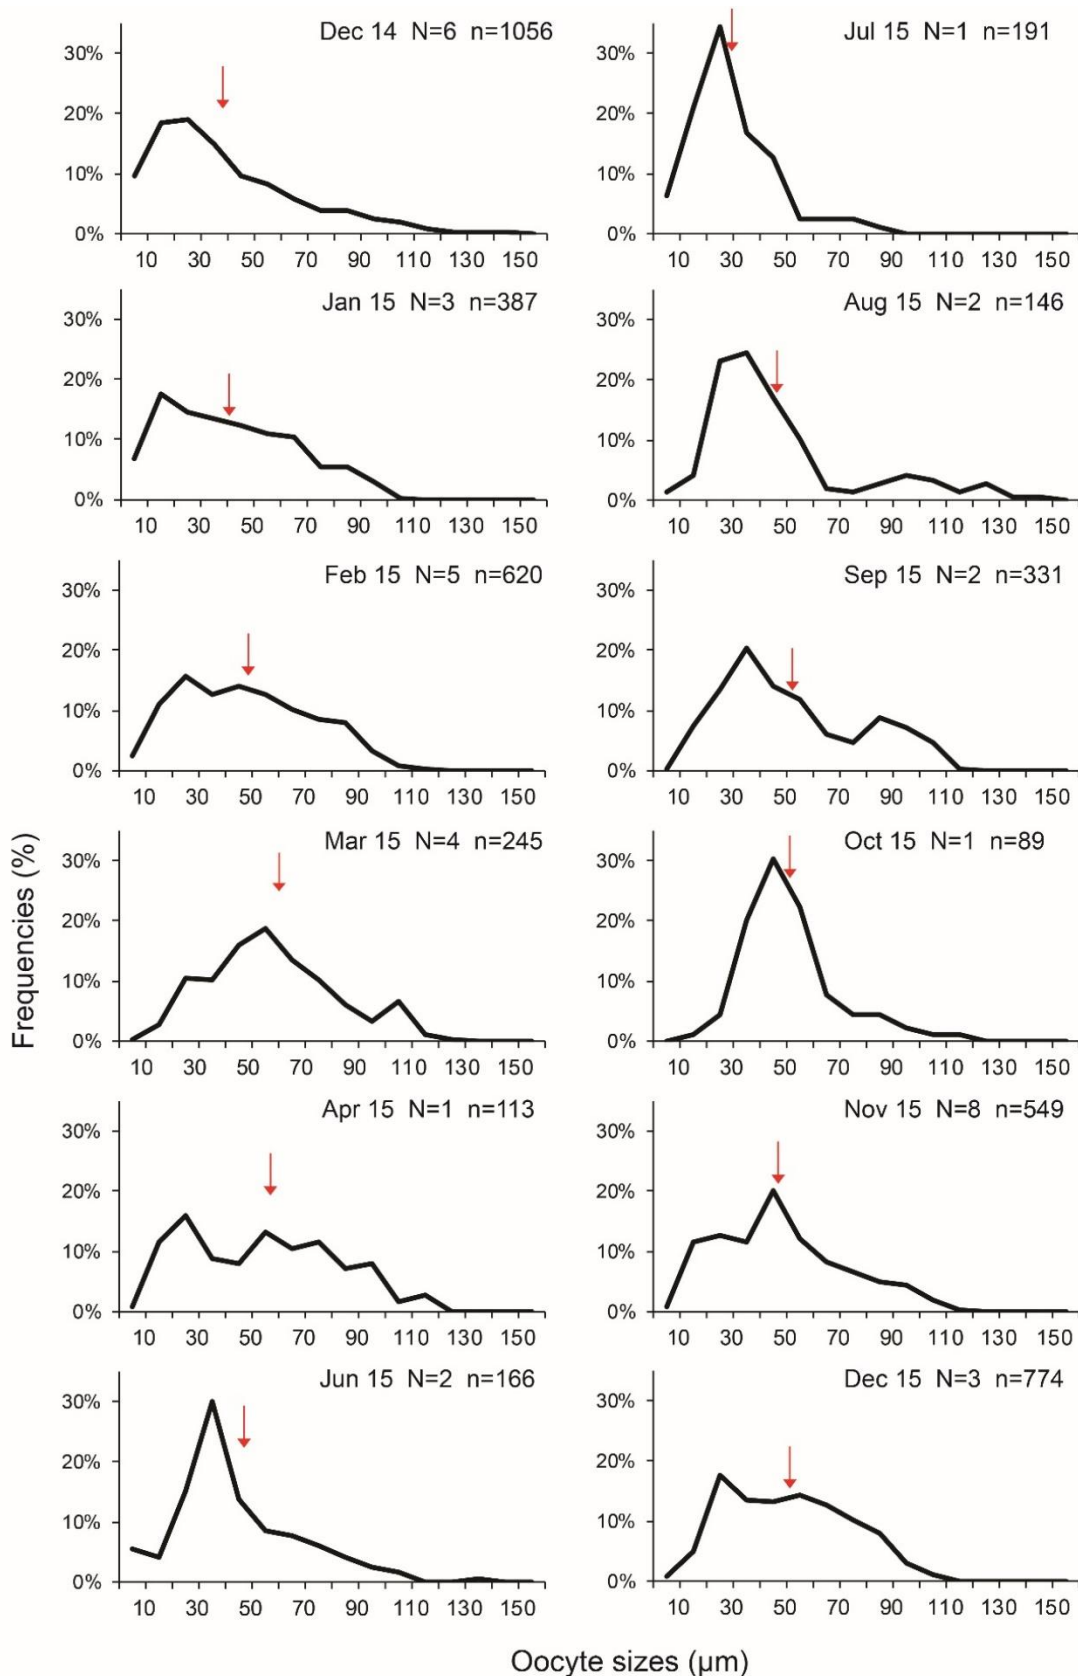 Dec 14 N=6 n=1056
30%
20%
10%
0%
10 30 50 70 90 110 130 150
Jul 15 N=1 n=191
30%
20%
10%
0%
10 30 50 70 90 110 130 150
Jan 15 N=3 n=387
30%
20%
10%
0%
10 30 50 70 90 110 130 150
Aug 15 N=2 n=146
30%
20%
10%
0%
10 30 50 70 90 110 130 150
Feb 15 N=5 n=620
30%
20%
10%
0%
10 30 50 70 90 110 130 150
Sep 15 N=2 n=331
30%
20%
10%
0%
10 30 50 70 90 110 130 150
Frequencies (%)
Mar 15 N=4 n=245
30%
20%
10%
0%
10 30 50 70 90 110 130 150
Oct 15 N=1 n=89
30%
20%
10%
0%
10 30 50 70 90 110 130 150
Apr 15 N=1 n=113
30%
20%
10%
0%
10 30 50 70 90 110 130 150
Nov 15 N=8 n=549
30%
20%
10%
0%
10 30 50 70 90 110 130 150
Jun 15 N=2 n=166
30%
20%
10%
0%
10 30 50 70 90 110 130 150
Dec 15 N=3 n=774
30%
20%
10%
0%
10 30 50 70 90 110 130 150
Oocyte sizes (μm)